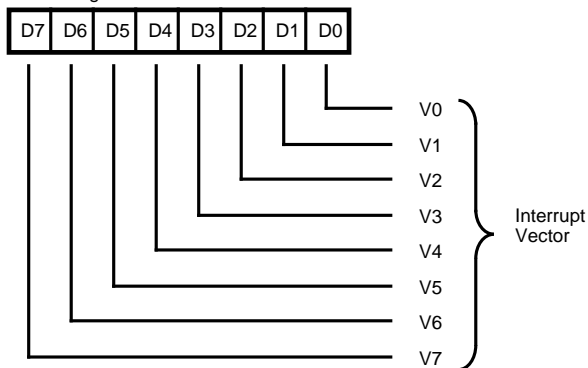 D7 D6 D5 D4 D3 D2 D1 D0
V0
V1
V2
V3
Interrupt
Vector
V4
V5
V6
V7